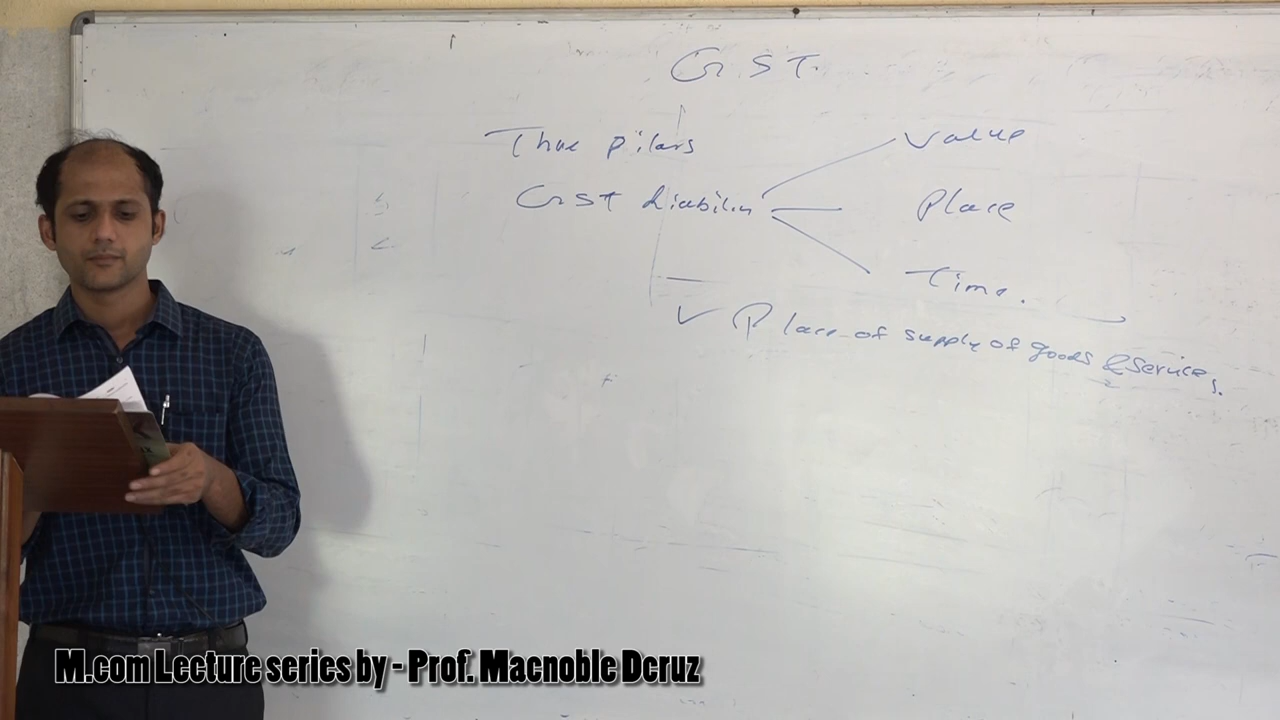 G.S.T.
Three pilars
Value
GST Liability
Place
Time.
✓ Place of supply of goods & Services.
M.com Lecture series by - Prof. Macnoble Dcruz